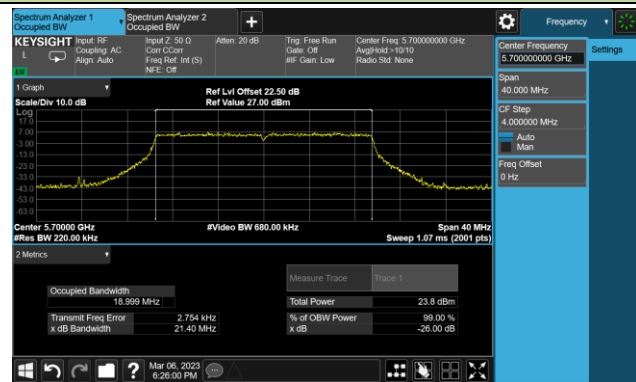 Spectrum Analyzer 1
Occupied BW
Spectrum Analyzer 2
Occupied BW
Frequency
KEYSIGHT
L
Input: RF
Coupling: AC
Align: Auto
Input Z: 50 Ω
Corr CCorr
Freq Ref: Int (S)
NFE: Off
Atten: 20 dB
Trig: Free Run
Gate: Off
#IF Gain: Low
Center Freq: 5.700000000 GHz
Avg|Hold:>10/10
Radio Std: None
Center Frequency
5.700000000 GHz
Settings
Span
40.000 MHz
CF Step
4.000000 MHz
Auto
Man
Freq Offset
0 Hz
1 Graph
Scale/Div 10.0 dB
Ref Lvl Offset 22.50 dB
Ref Value 27.00 dBm
Log
17.0
7.00
-3.00
-13.0
-23.0
-33.0
-43.0
-53.0
-63.0
Center 5.70000 GHz
#Res BW 220.00 kHz
#Video BW 680.00 kHz
Span 40 MHz
Sweep 1.07 ms (2001 pts)
2 Metrics
Measure Trace
Trace 1
Occupied Bandwidth
18.999 MHz
Total Power
23.8 dBm
Transmit Freq Error
2.754 kHz
% of OBW Power
99.00 %
x dB Bandwidth
21.40 MHz
x dB
-26.00 dB
?
Mar 06, 2023
6:26:00 PM